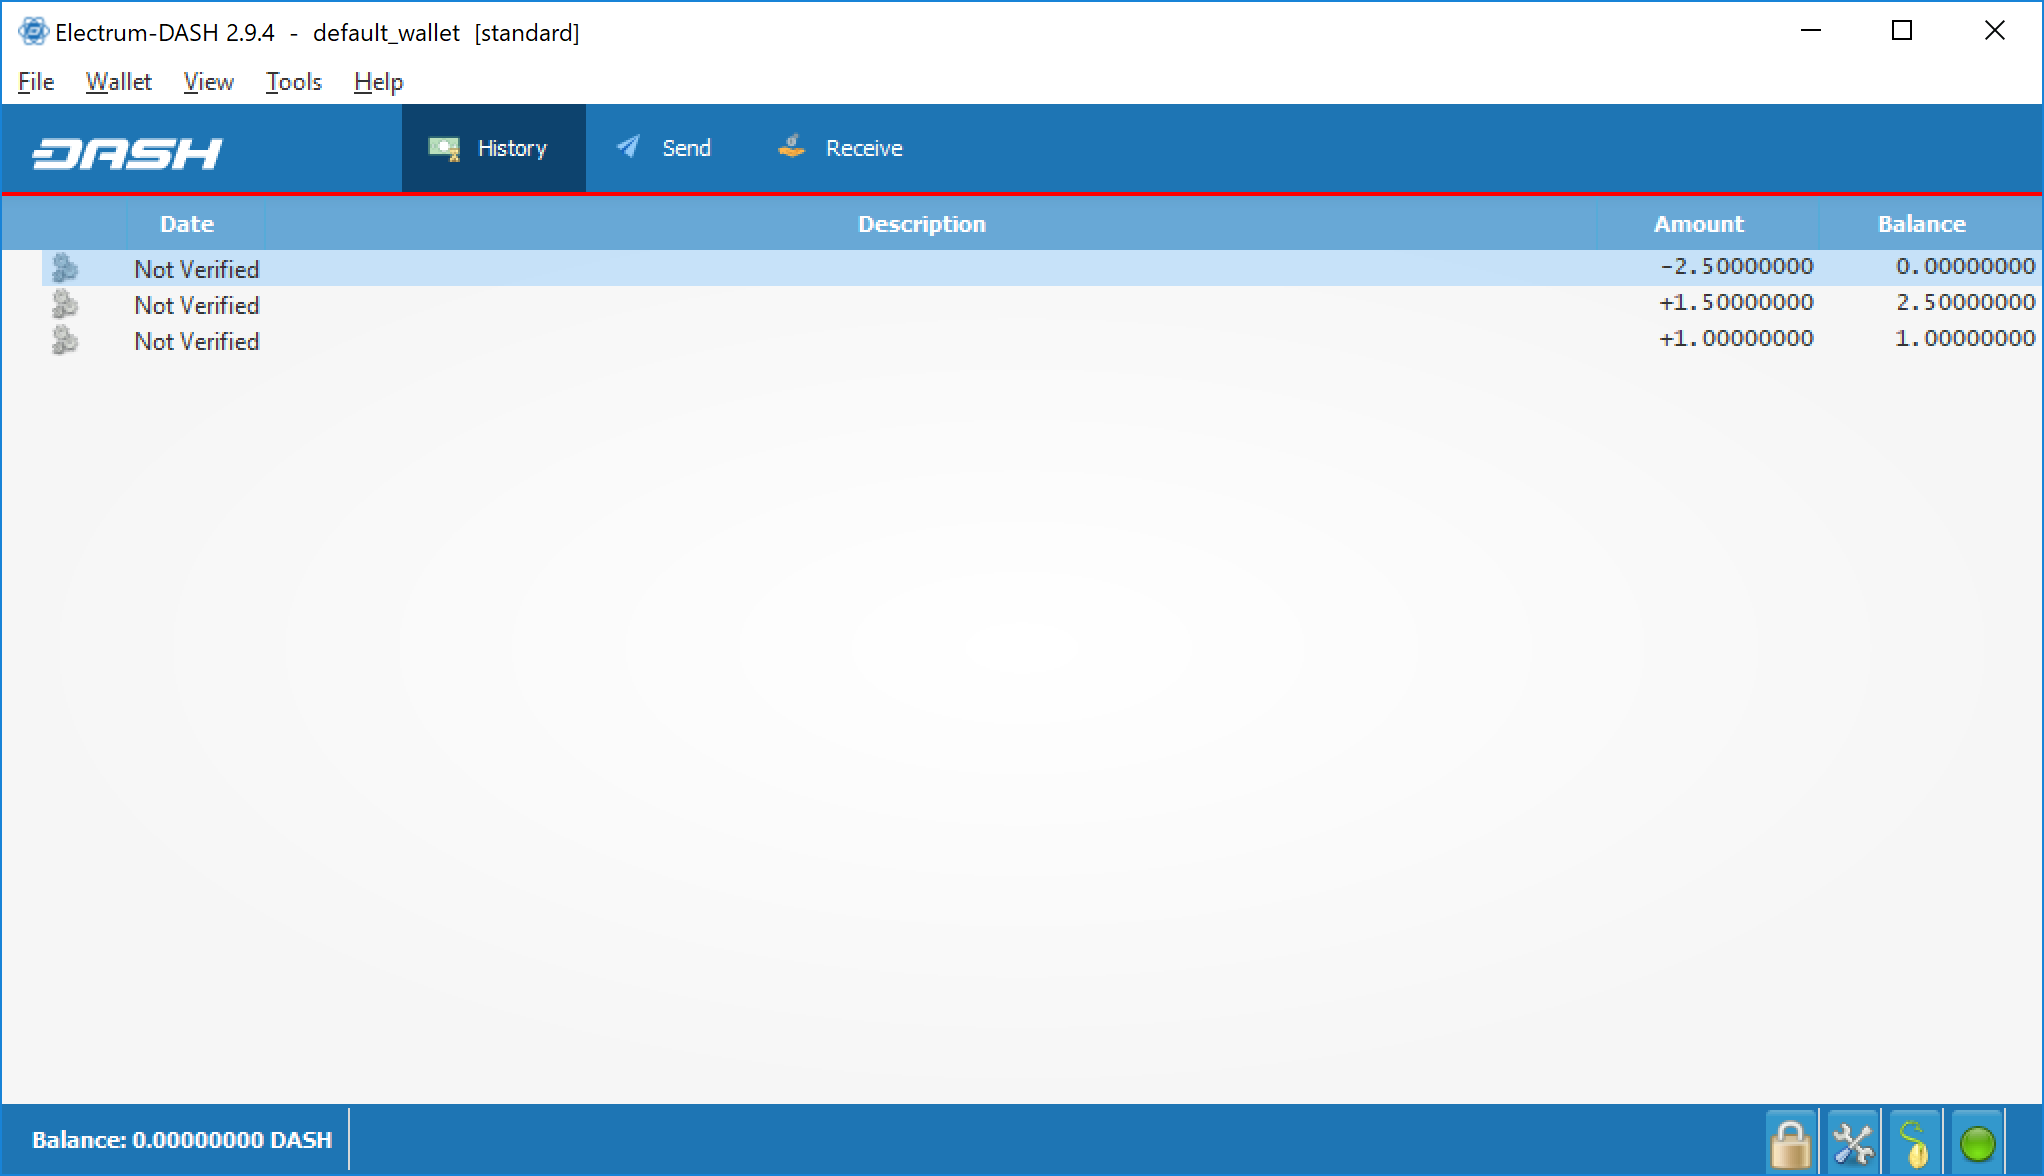 Electrum-DASH 2.9.4 - default_wallet [standard]
File Wallet View Tools Help
DASH History Send Receive
Date Description Amount Balance
Not Verified -2.50000000 0.00000000
Not Verified +1.50000000 2.50000000
Not Verified +1.00000000 1.00000000
Balance: 0.00000000 DASH